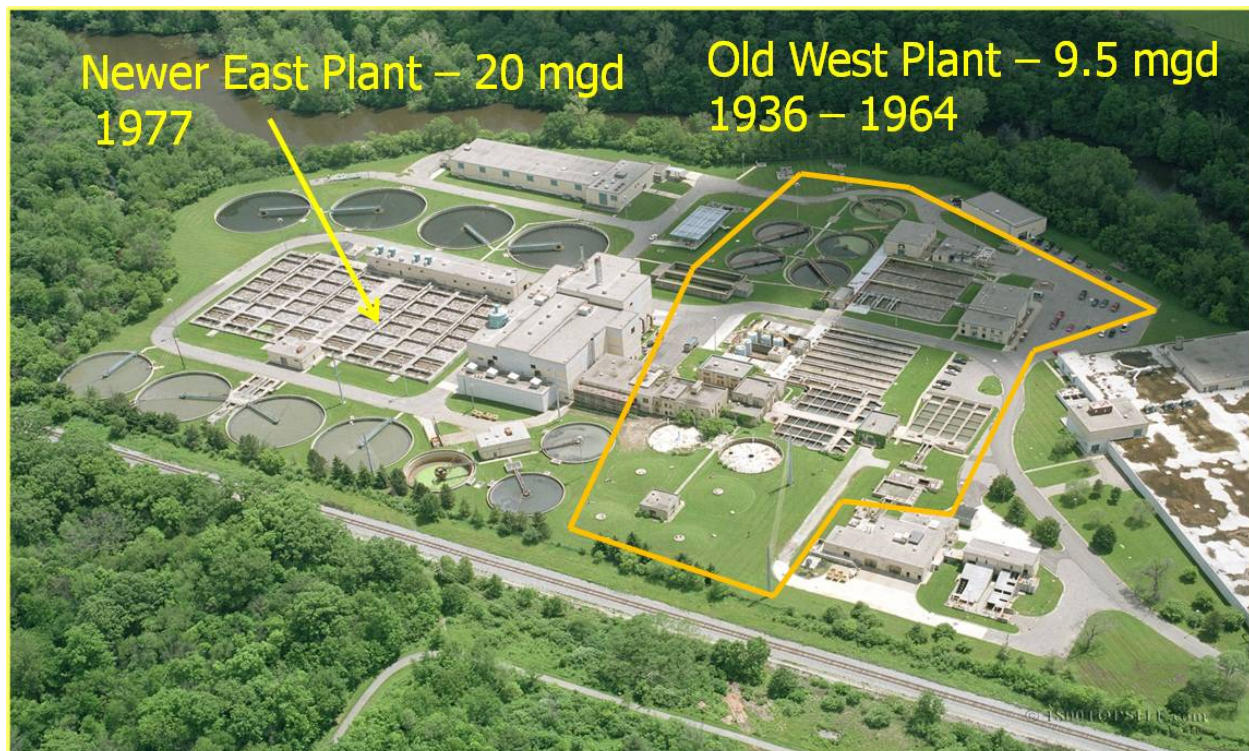 Newer East Plant – 20 mgd
1977
Old West Plant – 9.5 mgd
1936 – 1964